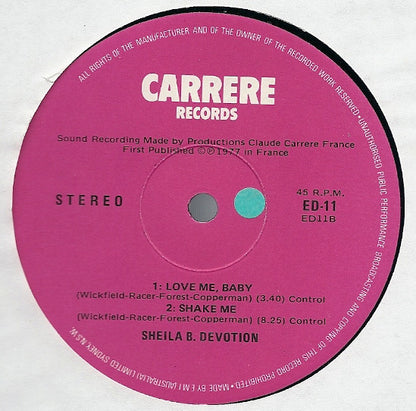 ALL RIGHTS OF THE MANUFACTURER AND OF THE OWNER OF THE RECORDED WORK RESERVED • UNAUTHORISED PUBLIC PERFORMANCE BROADCASTING AND COPYING OF THIS RECORD PROHIBITED •
CARRERE
RECORDS
Sound Recording Made by Productions Claude Carrere France
First Published ©℗1977 in France
STEREO
45 R.P.M.
ED-11
ED11B
1: LOVE ME, BABY
(Wickfield-Racer-Forest-Copperman) (3.40) Control
2: SHAKE ME
(Wickfield-Racer-Forest-Copperman) (8.25) Control
SHEILA B. DEVOTION
MADE BY E M I (AUSTRALIA) LIMITED SYDNEY N.S.W.